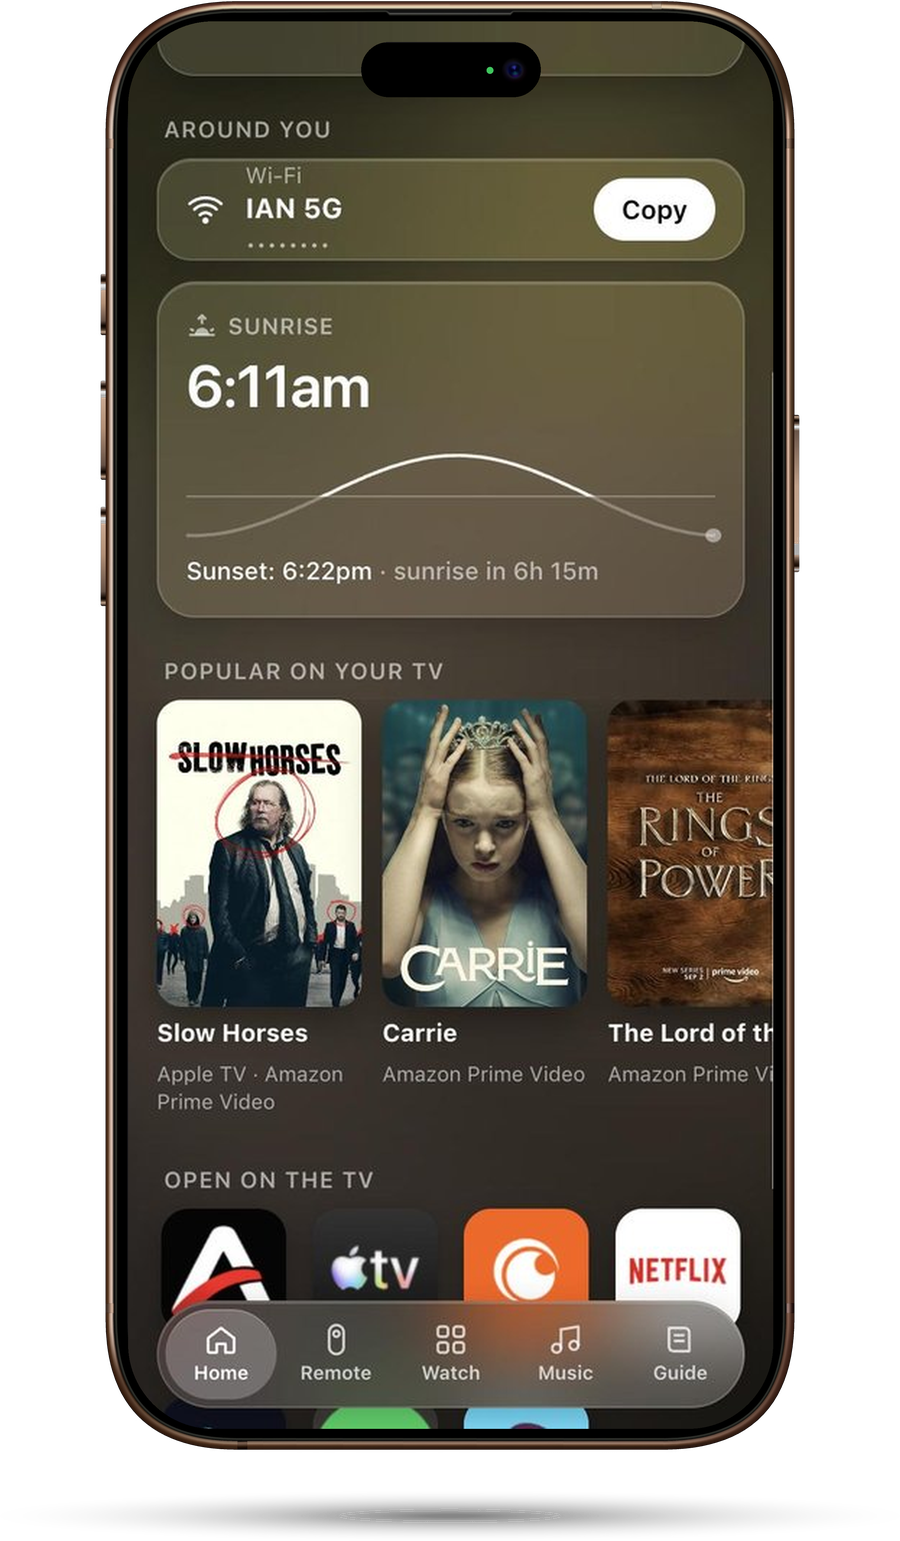 AROUND YOU
Wi-Fi
IAN 5G
••••••••
Copy
SUNRISE
6:11am
Sunset: 6:22pm · sunrise in 6h 15m
POPULAR ON YOUR TV
SLOW HORSES
CARRiE
THE LORD OF THE RINGS
THE
RINGS
OF
POWER
NEW SERIES
SEP 2
prime video
Slow Horses
Carrie
The Lord of th
Apple TV · Amazon
Prime Video
Amazon Prime Video
Amazon Prime Vi
OPEN ON THE TV
tv
NETFLIX
Home
Remote
Watch
Music
Guide